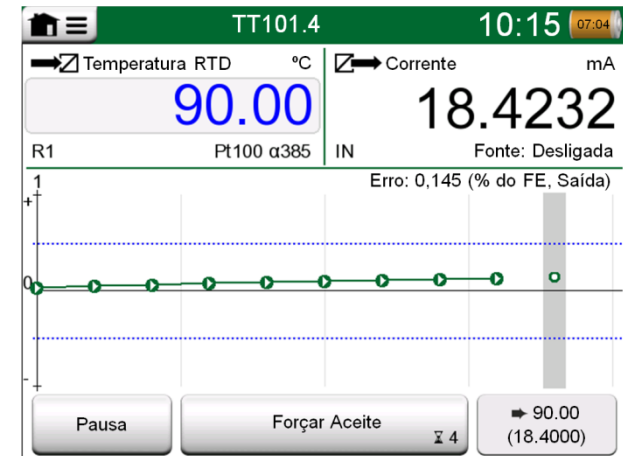 TT101.4 10:15 07:04
Temperatura RTD ºC
90.00
R1 Pt100 α385
Corrente mA
18.4232
IN Fonte: Desligada
Erro: 0,145 (% do FE, Saída)
1
+
0
-
Pausa
Forçar Aceite
4
90.00
(18.4000)